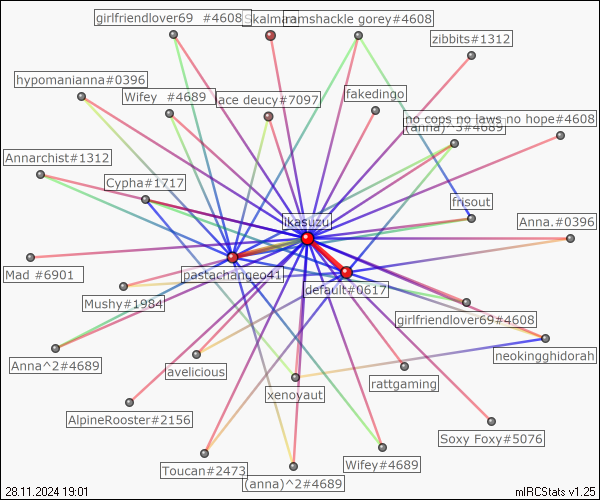 girlfriendlover69 #4608
Skalmara
ramshackle gorey#4608
zibbits#1312
hypomanianna#0396
Wifey #4689
ace deucy#7097
fakedingo
no cops no laws no hope#4608
(anna)^3#4689
Annarchist#1312
Cypha#1717
frisout
ikasuzu
Anna.#0396
Mad #6901
pastachangeo41
default#0617
Mushy#1984
girlfriendlover69#4608
Anna^2#4689
avelicious
neokingghidorah
xenoyaut
rattgaming
AlpineRooster#2156
Soxy Foxy#5076
Toucan#2473
(anna)^2#4689
Wifey#4689
28.11.2024 19:01
mIRCStats v1.25